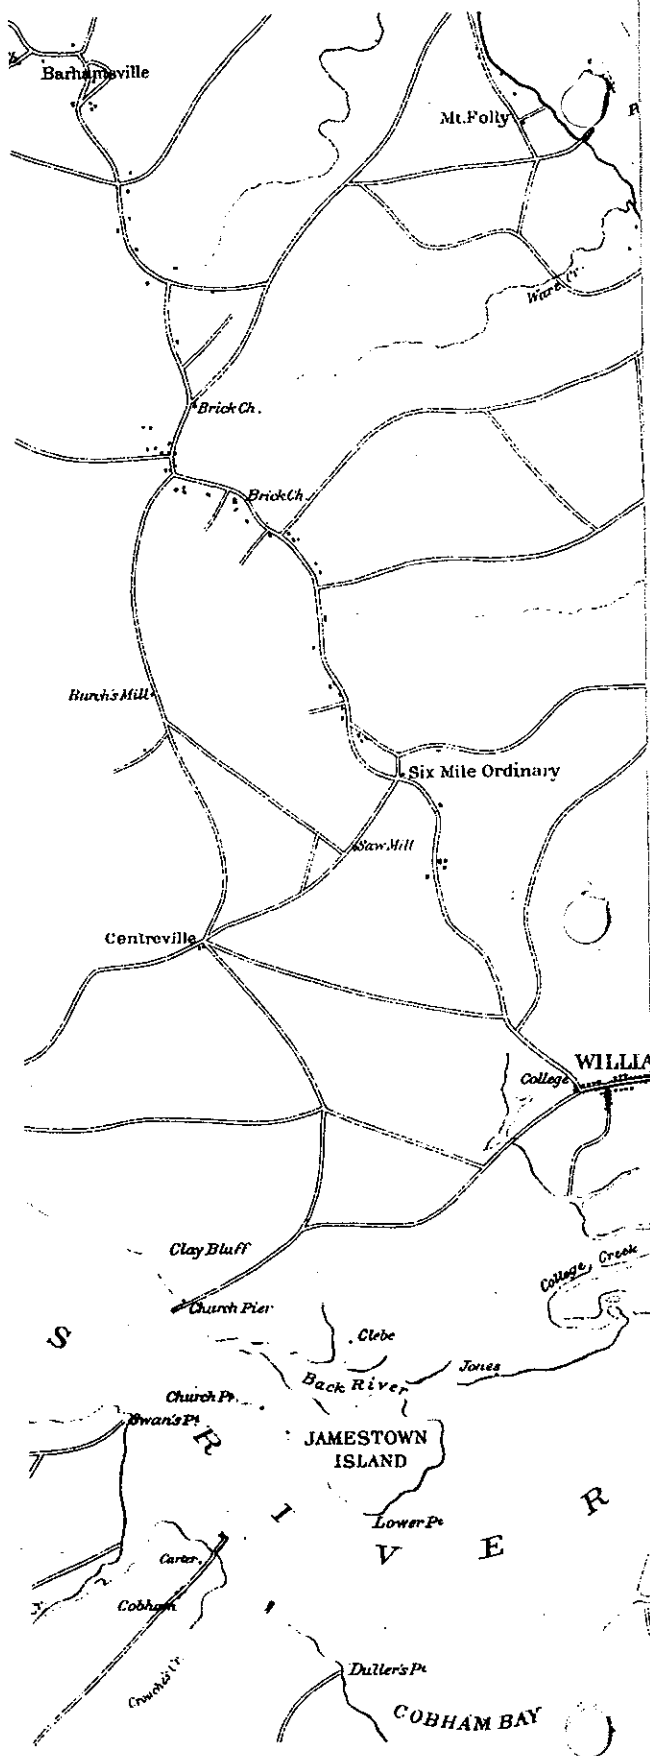 Barhamsville
Mt. Folly
Ware Cr.
Brick Ch.
Brick Ch.
Burch's Mill
Six Mile Ordinary
Saw Mill
Centreville
WILLIA
College
Clay Bluff
College Creek
Church Pier
S
Glebe
Jones
Back River
Church Pt.
Swan's Pt.
R
JAMESTOWN
ISLAND
I
R
Lower Pt
V
E
Carter
Cobham
Crouches Cr.
Duller's Pt
COBHAM BAY